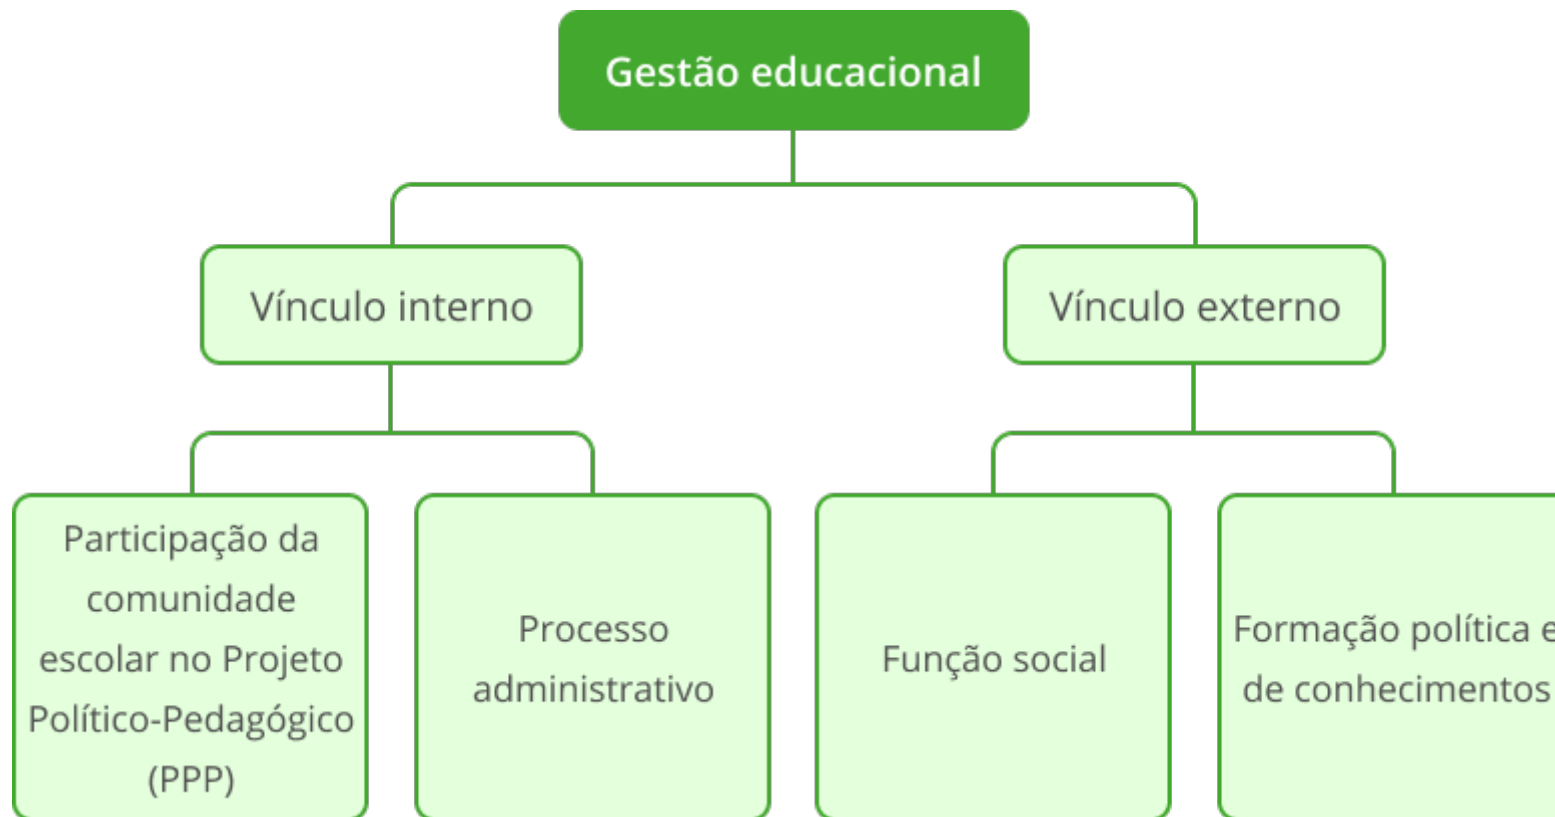 Gestão educacional
Vínculo interno
Vínculo externo
Participação da
comunidade
escolar no Projeto
Político-Pedagógico
(PPP)
Processo
administrativo
Função social
Formação política e
de conhecimentos